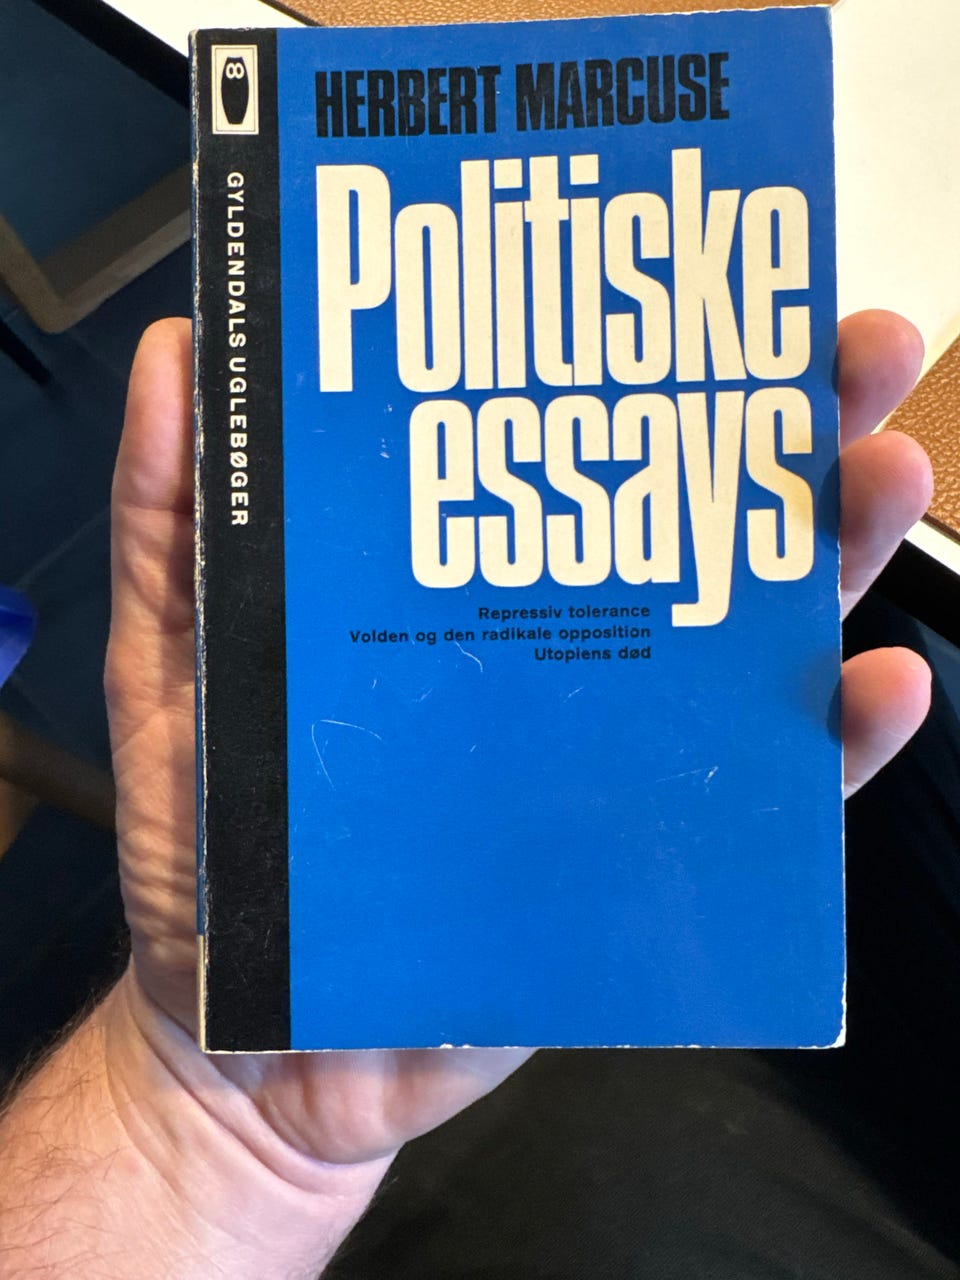 HERBERT MARCUSE
Politiske
essays
Repressiv tolerance
Volden og den radikale opposition
Utopiens død
8
GYLDENDALS UGLEBØGER